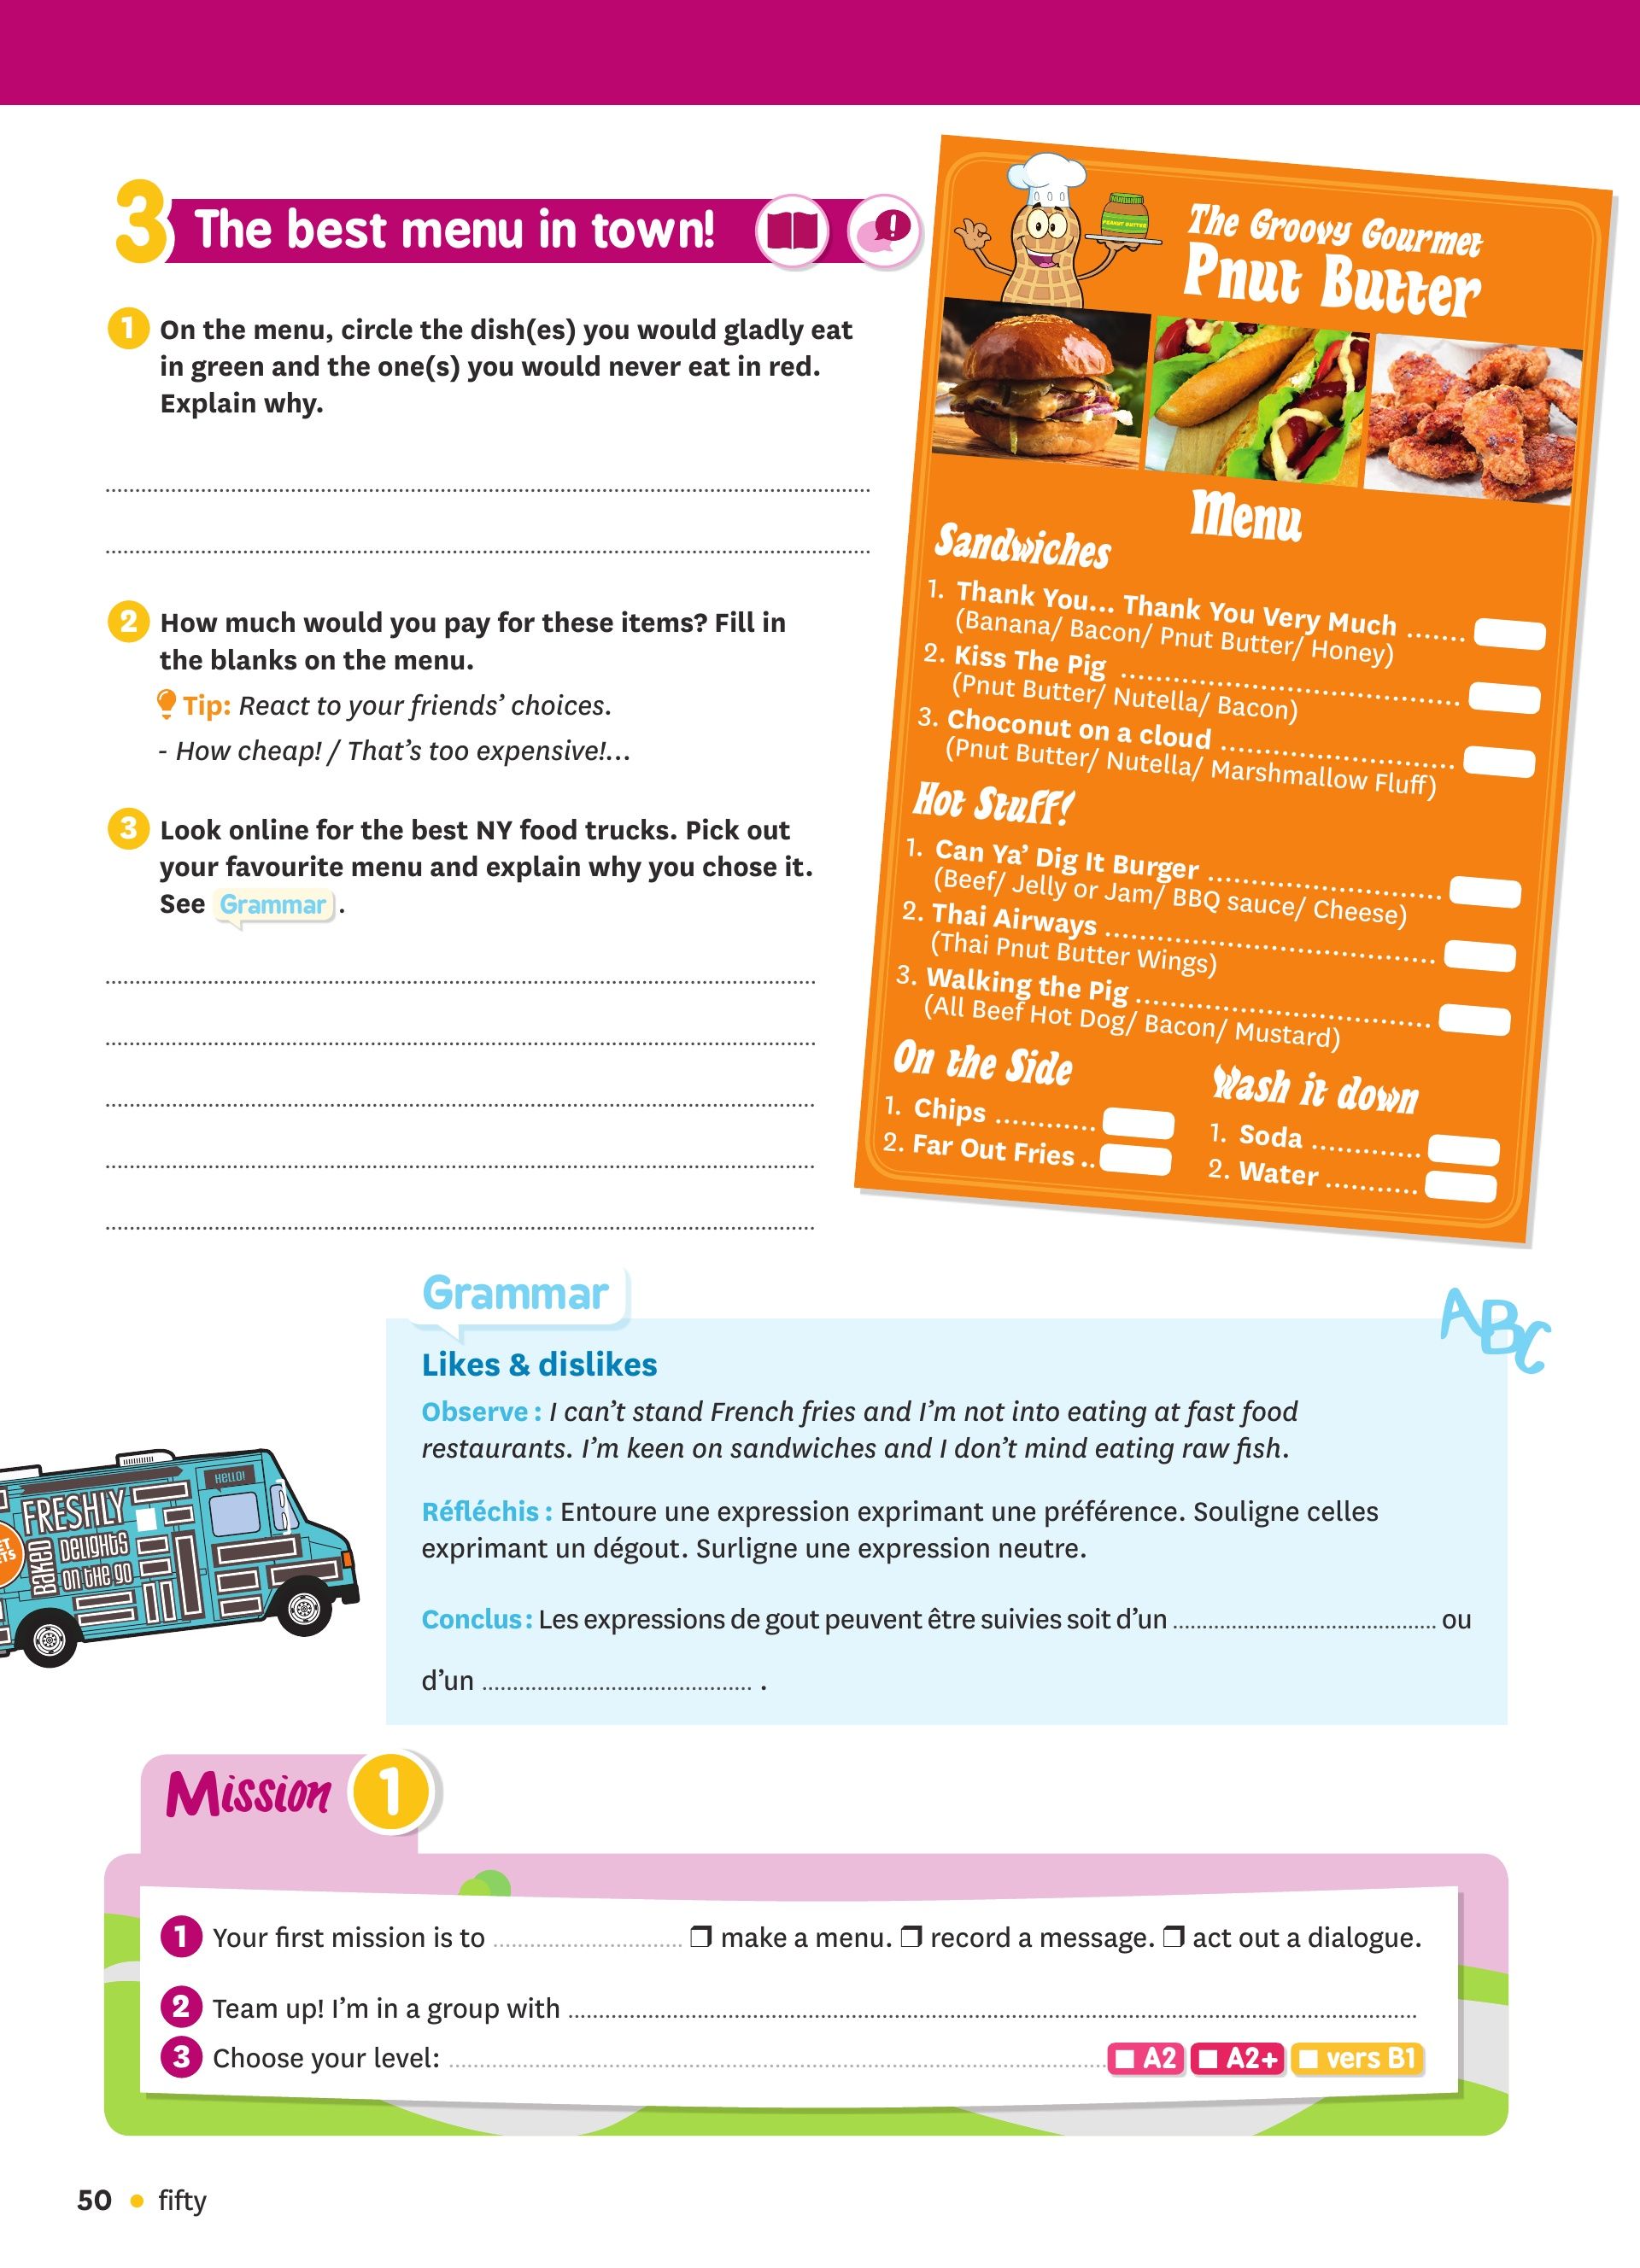 3 The best menu in town!
1 On the menu, circle the dish(es) you would gladly eat
in green and the one(s) you would never eat in red.
Explain why.
2 How much would you pay for these items? Fill in
the blanks on the menu.
Tip: React to your friends' choices.
- How cheap! / That's too expensive!...
3 Look online for the best NY food trucks. Pick out
your favourite menu and explain why you chose it.
See Grammar .
PEANUT BUTTER
The Groovy Gourmet
Pnut Butter
Menu
Sandwiches
1. Thank You... Thank You Very Much .......
(Banana/ Bacon/ Pnut Butter/ Honey)
2. Kiss The Pig ..........................................
(Pnut Butter/ Nutella/ Bacon)
3. Choconut on a cloud .............................
(Pnut Butter/ Nutella/ Marshmallow Fluff)
Hot Stuff!
1. Can Ya' Dig It Burger .............................
(Beef/ Jelly or Jam/ BBQ sauce/ Cheese)
2. Thai Airways .........................................
(Thai Pnut Butter Wings)
3. Walking the Pig .....................................
(All Beef Hot Dog/ Bacon/ Mustard)
On the Side
1. Chips ............
2. Far Out Fries ..
Wash it down
1. Soda .............
2. Water ...........
Grammar
ABC
Likes & dislikes
Observe : I can't stand French fries and I'm not into eating at fast food
restaurants. I'm keen on sandwiches and I don't mind eating raw fish.
Réfléchis : Entoure une expression exprimant une préférence. Souligne celles
exprimant un dégout. Surligne une expression neutre.
Conclus : Les expressions de gout peuvent être suivies soit d'un ........................................... ou
d'un ............................................ .
HELLO!
FRESHLY
BAKED
DELIGHTS
ON THE GO
Mission 1
1 Your first mission is to ............................... ❒ make a menu. ❒ record a message. ❒ act out a dialogue.
2 Team up! I'm in a group with ...............................................................
3 Choose your level: ............................................................... A2 A2+ vers B1
50 • fifty